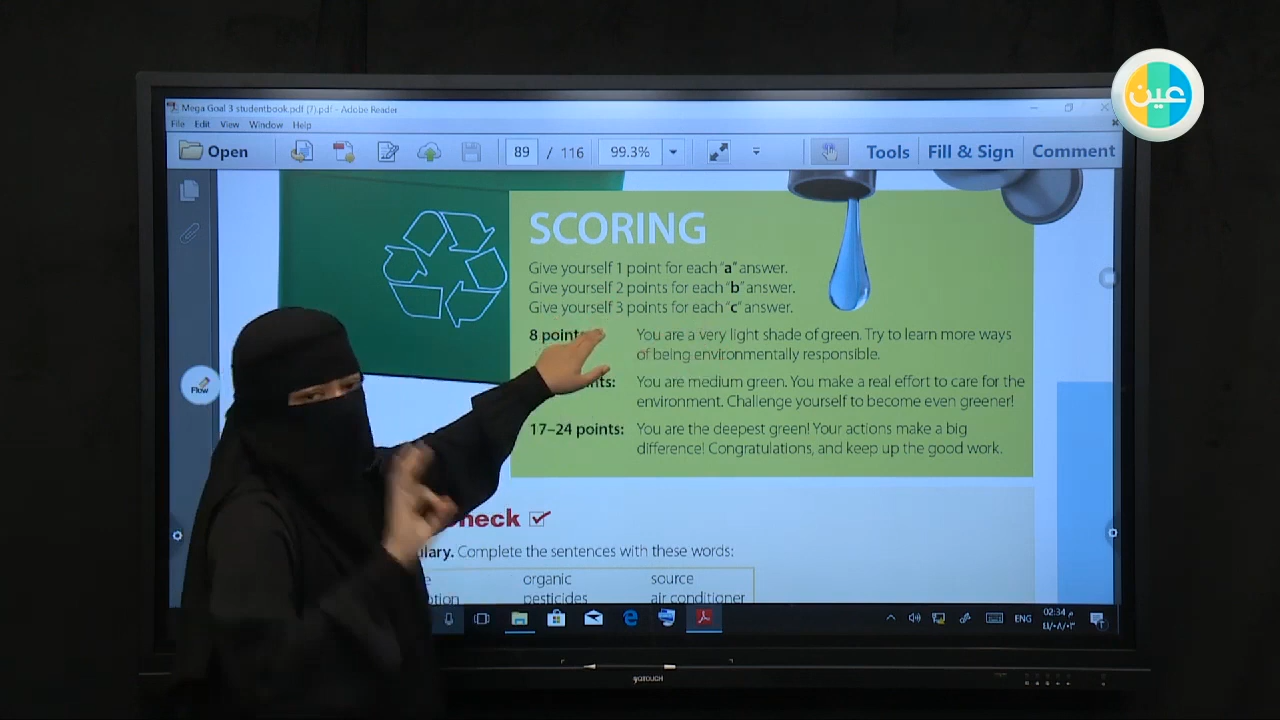 عين
Mega Goal 3 studentbook.pdf (7).pdf - Adobe Reader
File Edit View Window Help
Open 89 / 116 99.3% Tools Fill & Sign Comment
SCORING
Give yourself 1 point for each "a" answer.
Give yourself 2 points for each "b" answer.
Give yourself 3 points for each "c" answer.
8 points You are a very light shade of green. Try to learn more ways
of being environmentally responsible.
You are medium green. You make a real effort to care for the
environment. Challenge yourself to become even greener!
17–24 points: You are the deepest green! Your actions make a big
difference! Congratulations, and keep up the good work.
Flow
Check
Complete the sentences with these words:
organic source
pesticides air conditioner
ENG
02:34 م